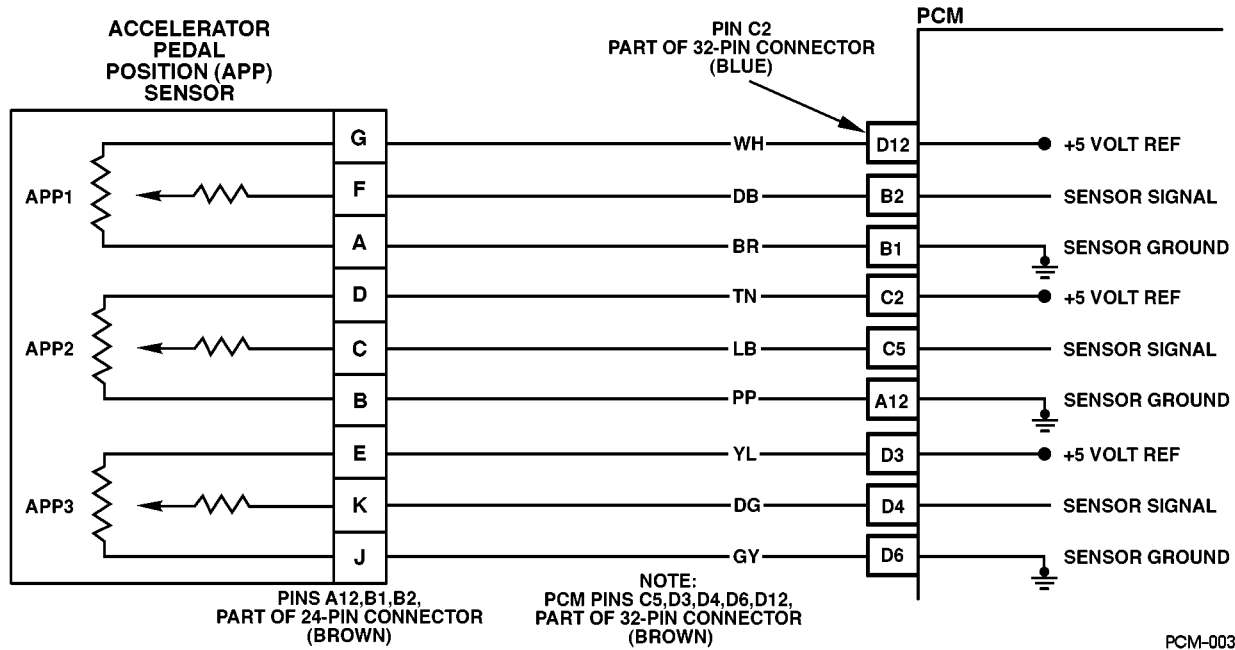 ACCELERATOR
PEDAL
POSITION (APP)
SENSOR
PIN C2
PART OF 32-PIN CONNECTOR
(BLUE)
PCM
G WH D12 +5 VOLT REF
APP1 F DB B2 SENSOR SIGNAL
A BR B1 SENSOR GROUND
D TN C2 +5 VOLT REF
APP2 C LB C5 SENSOR SIGNAL
B PP A12 SENSOR GROUND
E YL D3 +5 VOLT REF
APP3 K DG D4 SENSOR SIGNAL
J GY D6 SENSOR GROUND
PINS A12,B1,B2,
PART OF 24-PIN CONNECTOR
(BROWN)
NOTE:
PCM PINS C5,D3,D4,D6,D12,
PART OF 32-PIN CONNECTOR
(BROWN)
PCM-003